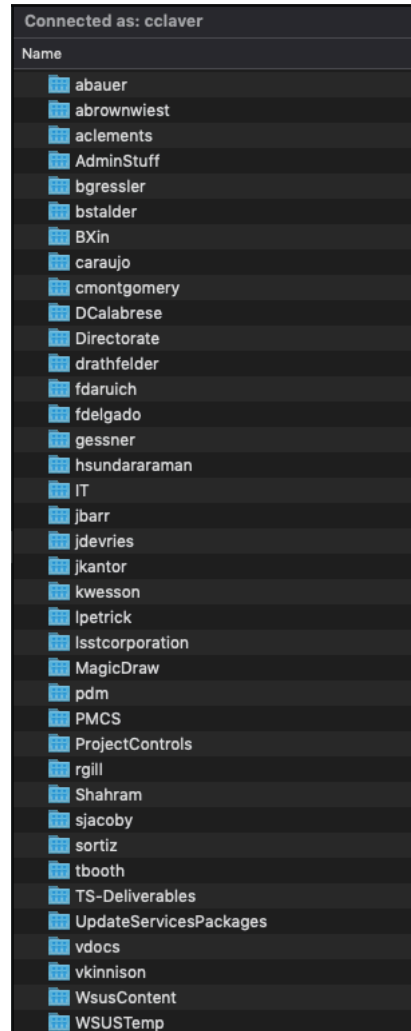 Connected as: cclaver
Name
abauer
abrownwiest
aclements
AdminStuff
bgressler
bstalder
BXin
caraujo
cmontgomery
DCalabrese
Directorate
drathfelder
fdaruich
fdelgado
gessner
hsundararaman
IT
jbarr
jdevries
jkantor
kwesson
lpetrick
lsstcorporation
MagicDraw
pdm
PMCS
ProjectControls
rgill
Shahram
sjacoby
sortiz
tbooth
TS-Deliverables
UpdateServicesPackages
vdocs
vkinnison
WsusContent
WSUSTemp